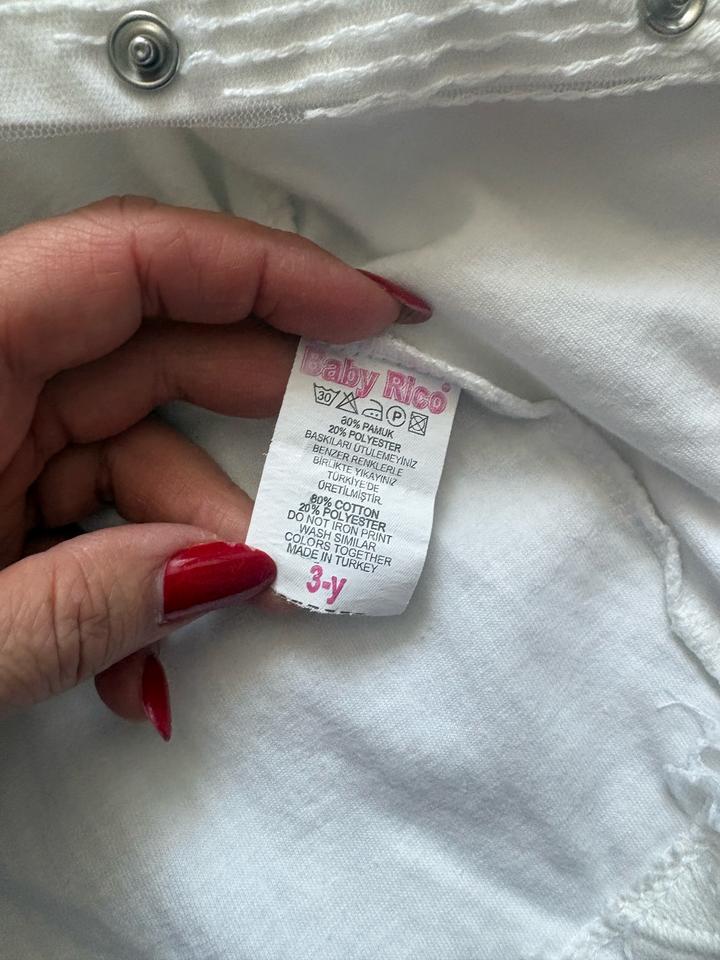 Baby Rico
30 P
80% PAMUK
20% POLYESTER
BASKILARI ÜTÜLEMEYİNİZ
BENZER RENKLERLE
BİRLİKTE YIKAYINIZ
TÜRKİYE'DE
ÜRETİLMİŞTİR.
80% COTTON
20% POLYESTER
DO NOT IRON PRINT
WASH SIMILAR
COLORS TOGETHER
MADE IN TURKEY
3-y